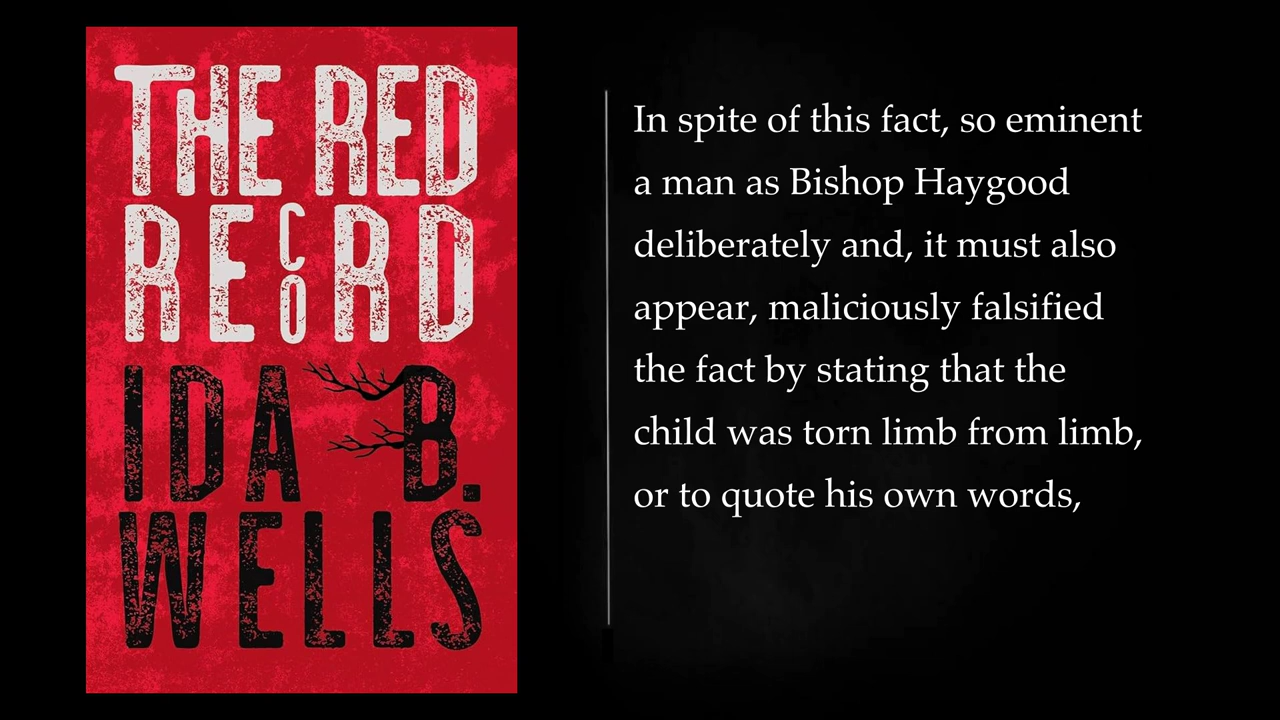 THE RED
RECORD
IDA B.
WELLS
In spite of this fact, so eminent
a man as Bishop Haygood
deliberately and, it must also
appear, maliciously falsified
the fact by stating that the
child was torn limb from limb,
or to quote his own words,